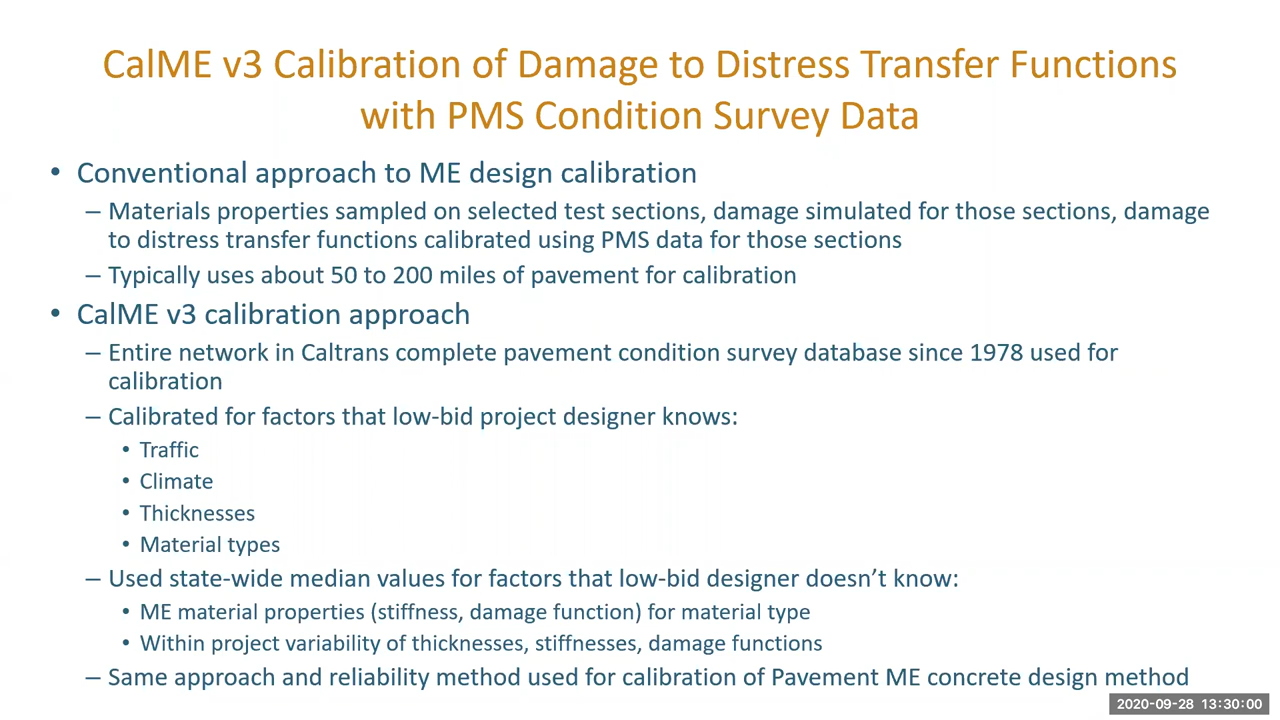 CalME v3 Calibration of Damage to Distress Transfer Functions
with PMS Condition Survey Data
• Conventional approach to ME design calibration
– Materials properties sampled on selected test sections, damage simulated for those sections, damage
to distress transfer functions calibrated using PMS data for those sections
– Typically uses about 50 to 200 miles of pavement for calibration
• CalME v3 calibration approach
– Entire network in Caltrans complete pavement condition survey database since 1978 used for
calibration
– Calibrated for factors that low-bid project designer knows:
• Traffic
• Climate
• Thicknesses
• Material types
– Used state-wide median values for factors that low-bid designer doesn’t know:
• ME material properties (stiffness, damage function) for material type
• Within project variability of thicknesses, stiffnesses, damage functions
– Same approach and reliability method used for calibration of Pavement ME concrete design method
2020-09-28 13:30:00